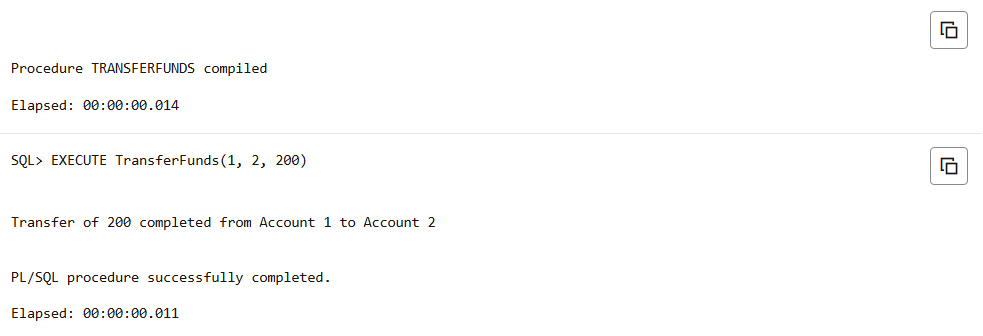 Procedure TRANSFERFUNDS compiled
Elapsed: 00:00:00.014
SQL> EXECUTE TransferFunds(1, 2, 200)
Transfer of 200 completed from Account 1 to Account 2
PL/SQL procedure successfully completed.
Elapsed: 00:00:00.011